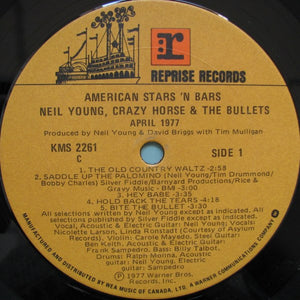 r
REPRISE RECORDS
AMERICAN STARS 'N BARS
NEIL YOUNG, CRAZY HORSE & THE BULLETS
APRIL 1977
Produced by Neil Young & David Briggs with Tim Mulligan
KMS 2261
C
SIDE 1
1. THE OLD COUNTRY WALTZ - 2:58
2. SADDLE UP THE PALOMINO (Neil Young/Tim Drummond/
Bobby Charles) Silver Fiddle/
Productions/Rice &
Gravy Music - BMI - 3:00
3. HEY BABE - 3:35
4. HOLD BACK THE TEARS - 4:18
5. BITE THE BULLET - 3:30
All selections written by Neil Young except as indicated. All
selections published by Silver Fiddle except as indicated.
Vocal, Acoustic & Electric Guitar: Neil Young, Vocals:
Nicolette Larson, Linda Ronstadt (Courtesy of Asylum
Records), Violin: Carole Mayedo, Steel Guitar:
Ben Keith, Acoustic & Electric Guitar:
Frank Sampedro, Bass: Billy Talbot,
Drums: Ralph Molina, Acoustic
Guitar: Neil Young, Electric
guitar: Sampedro
℗ 1977 Warner Bros.
Records, Inc.
MANUFACTURED AND DISTRIBUTED BY WEA MUSIC OF CANADA, LTD. A WARNER COMMUNICATIONS COMPANY